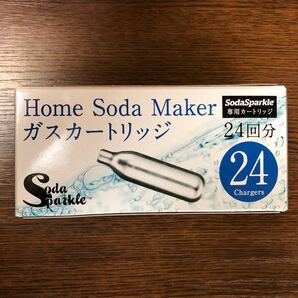 Home Soda Maker
ガスカートリッジ
SodaSparkle
専用カートリッジ
24回分
24
Chargers
Soda
Sparkle